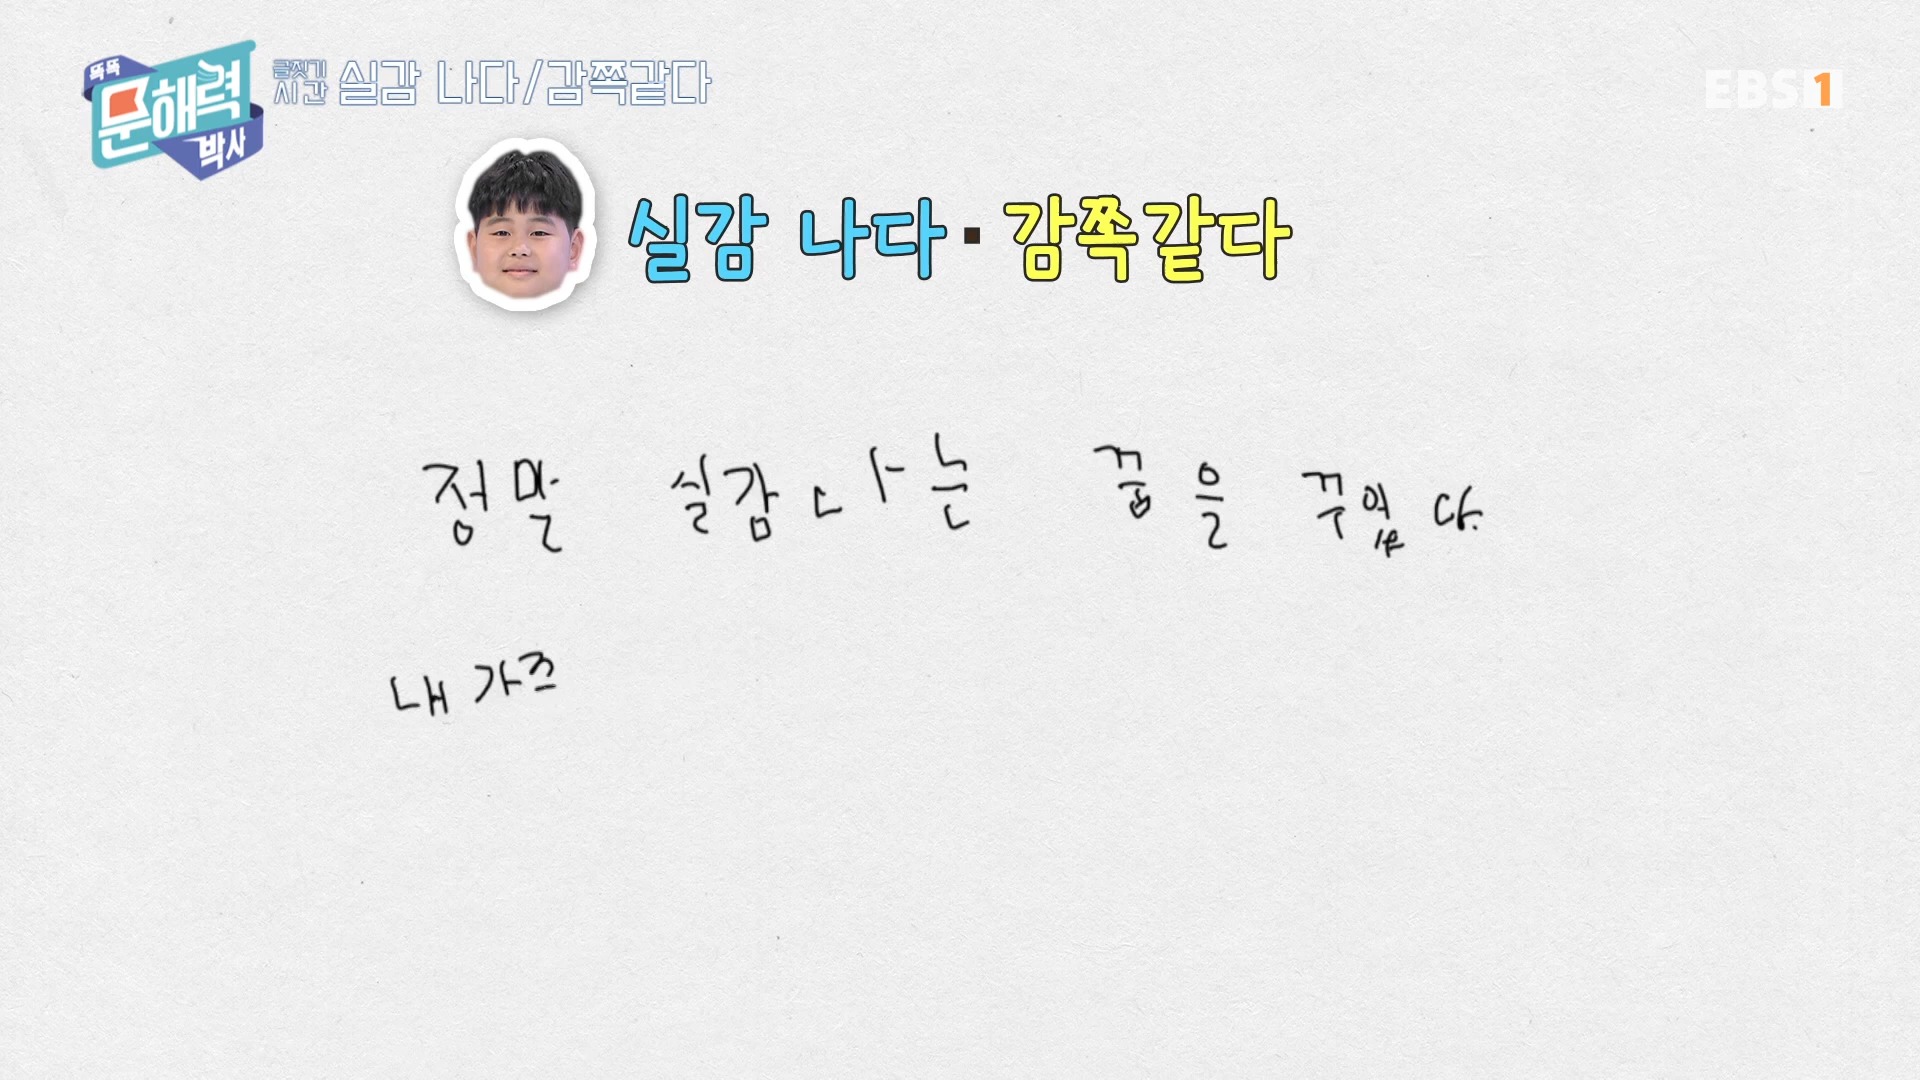 똑똑 문해력 박사
글짓기 시간 실감 나다/감쪽같다
EBS 1
실감 나다·감쪽같다
정말 실감 나는 꿈을 꾸었다.
내 가즈